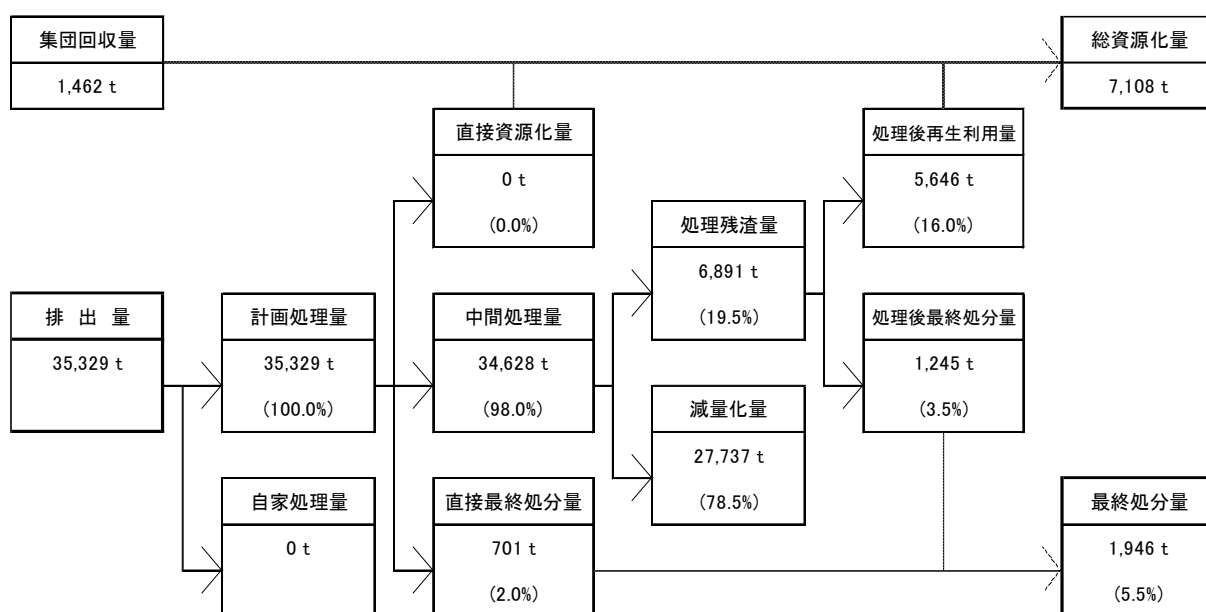 集団回収量
1,462 t
総資源化量
7,108 t
直接資源化量
0 t
(0.0%)
処理後再生利用量
5,646 t
(16.0%)
処理残渣量
6,891 t
(19.5%)
排 出 量
35,329 t
計画処理量
35,329 t
(100.0%)
中間処理量
34,628 t
(98.0%)
処理後最終処分量
1,245 t
(3.5%)
減量化量
27,737 t
(78.5%)
自家処理量
0 t
直接最終処分量
701 t
(2.0%)
最終処分量
1,946 t
(5.5%)